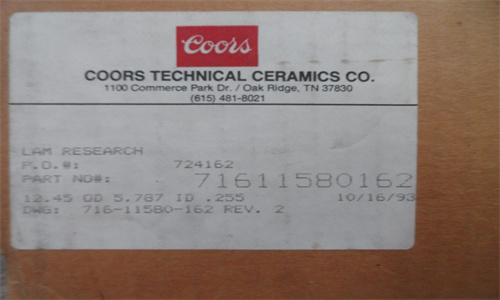 Coors
COORS TECHNICAL CERAMICS CO.
1100 Commerce Park Dr. / Oak Ridge, TN 37830
(615) 481-8021
LAM RESEARCH
P.O.#: 724162
PART NO#: 71611580162
12.45 OD 5.787 ID .255 10/16/93
DWG: 716-11580-162 REV. 2